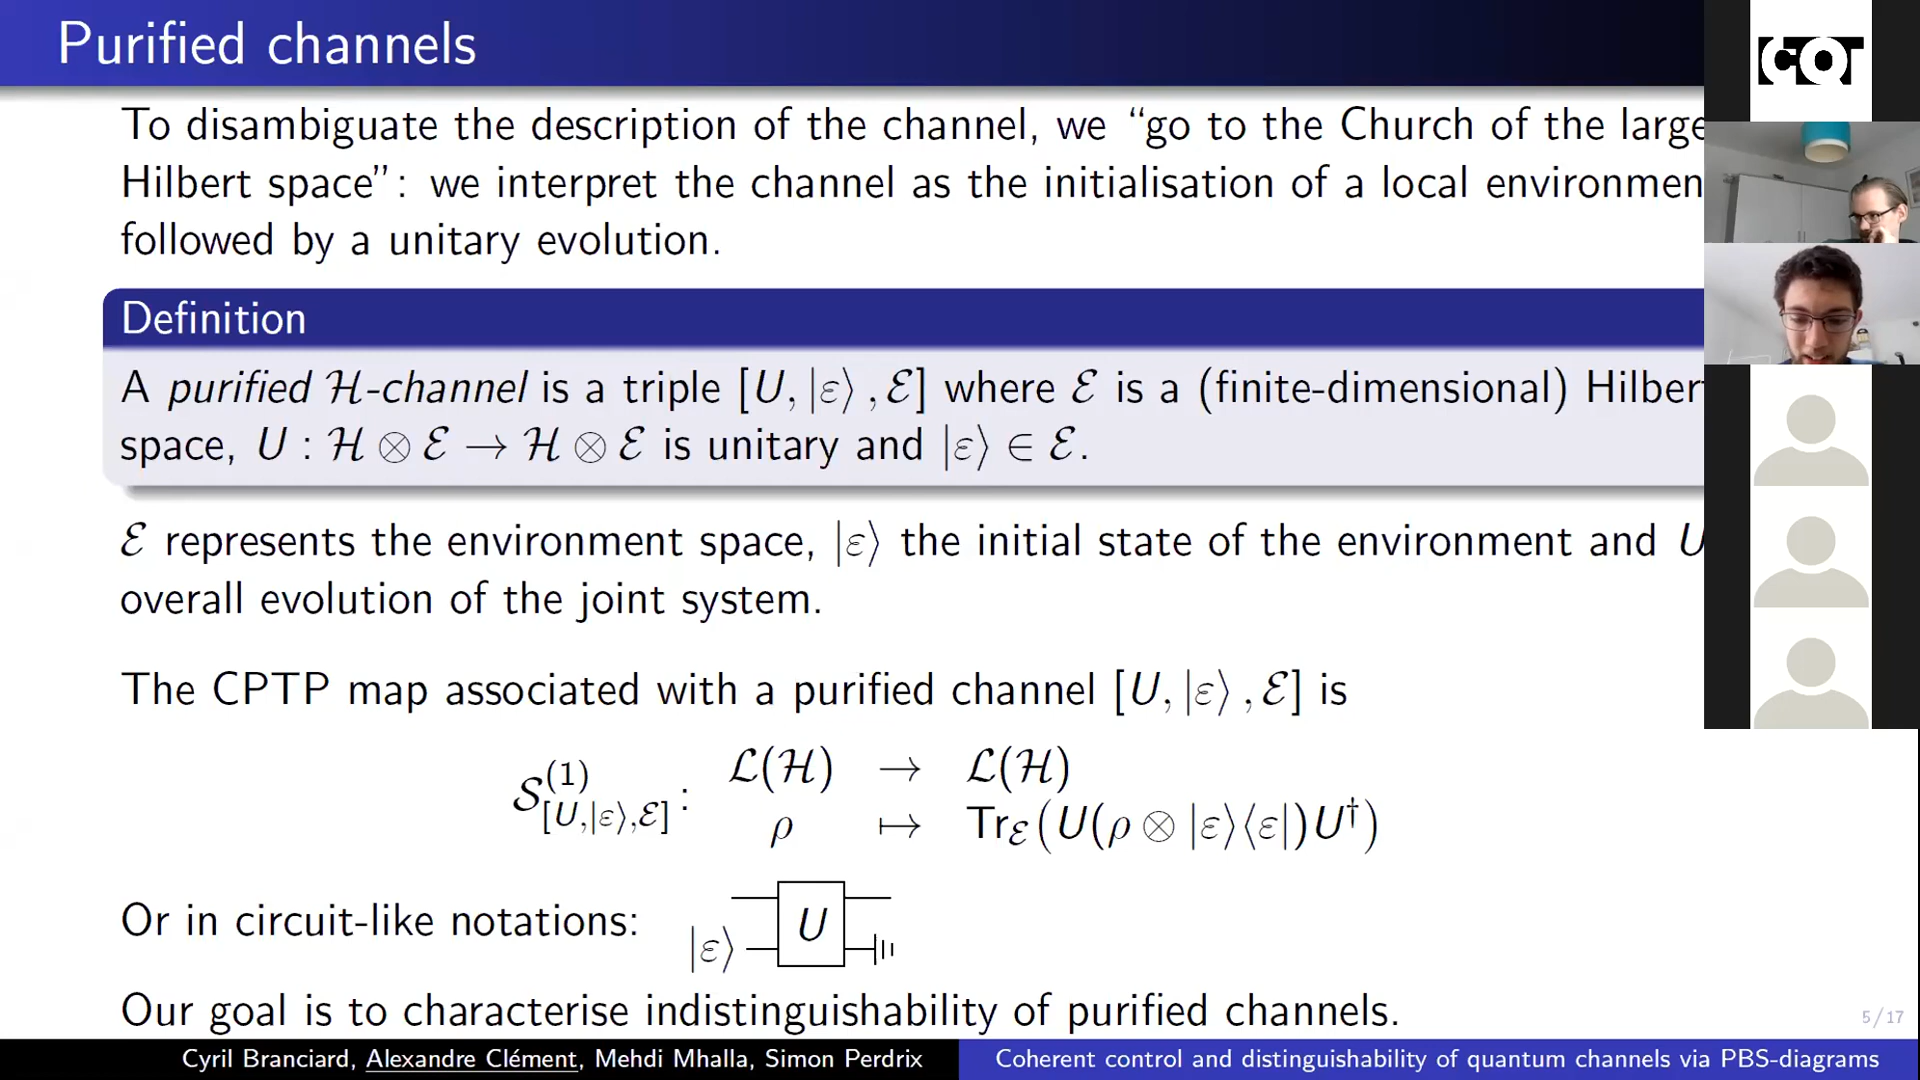 Purified channels
CQT
To disambiguate the description of the channel, we “go to the Church of the large
Hilbert space”: we interpret the channel as the initialisation of a local environmen
followed by a unitary evolution.
Definition
A purified ℋ-channel is a triple [U, |ε⟩, ℰ] where ℰ is a (finite-dimensional) Hilber
space, U : ℋ ⊗ ℰ → ℋ ⊗ ℰ is unitary and |ε⟩ ∈ ℰ.
ℰ represents the environment space, |ε⟩ the initial state of the environment and U
overall evolution of the joint system.
The CPTP map associated with a purified channel [U, |ε⟩, ℰ] is
𝒮^(1)_[U,|ε⟩,ℰ] : ℒ(ℋ) → ℒ(ℋ)
ρ ↦ Tr_ℰ(U(ρ ⊗ |ε⟩⟨ε|)U†)
Or in circuit-like notations: |ε⟩ U
Our goal is to characterise indistinguishability of purified channels.
5/17
Cyril Branciard, Alexandre Clément, Mehdi Mhalla, Simon Perdrix
Coherent control and distinguishability of quantum channels via PBS-diagrams